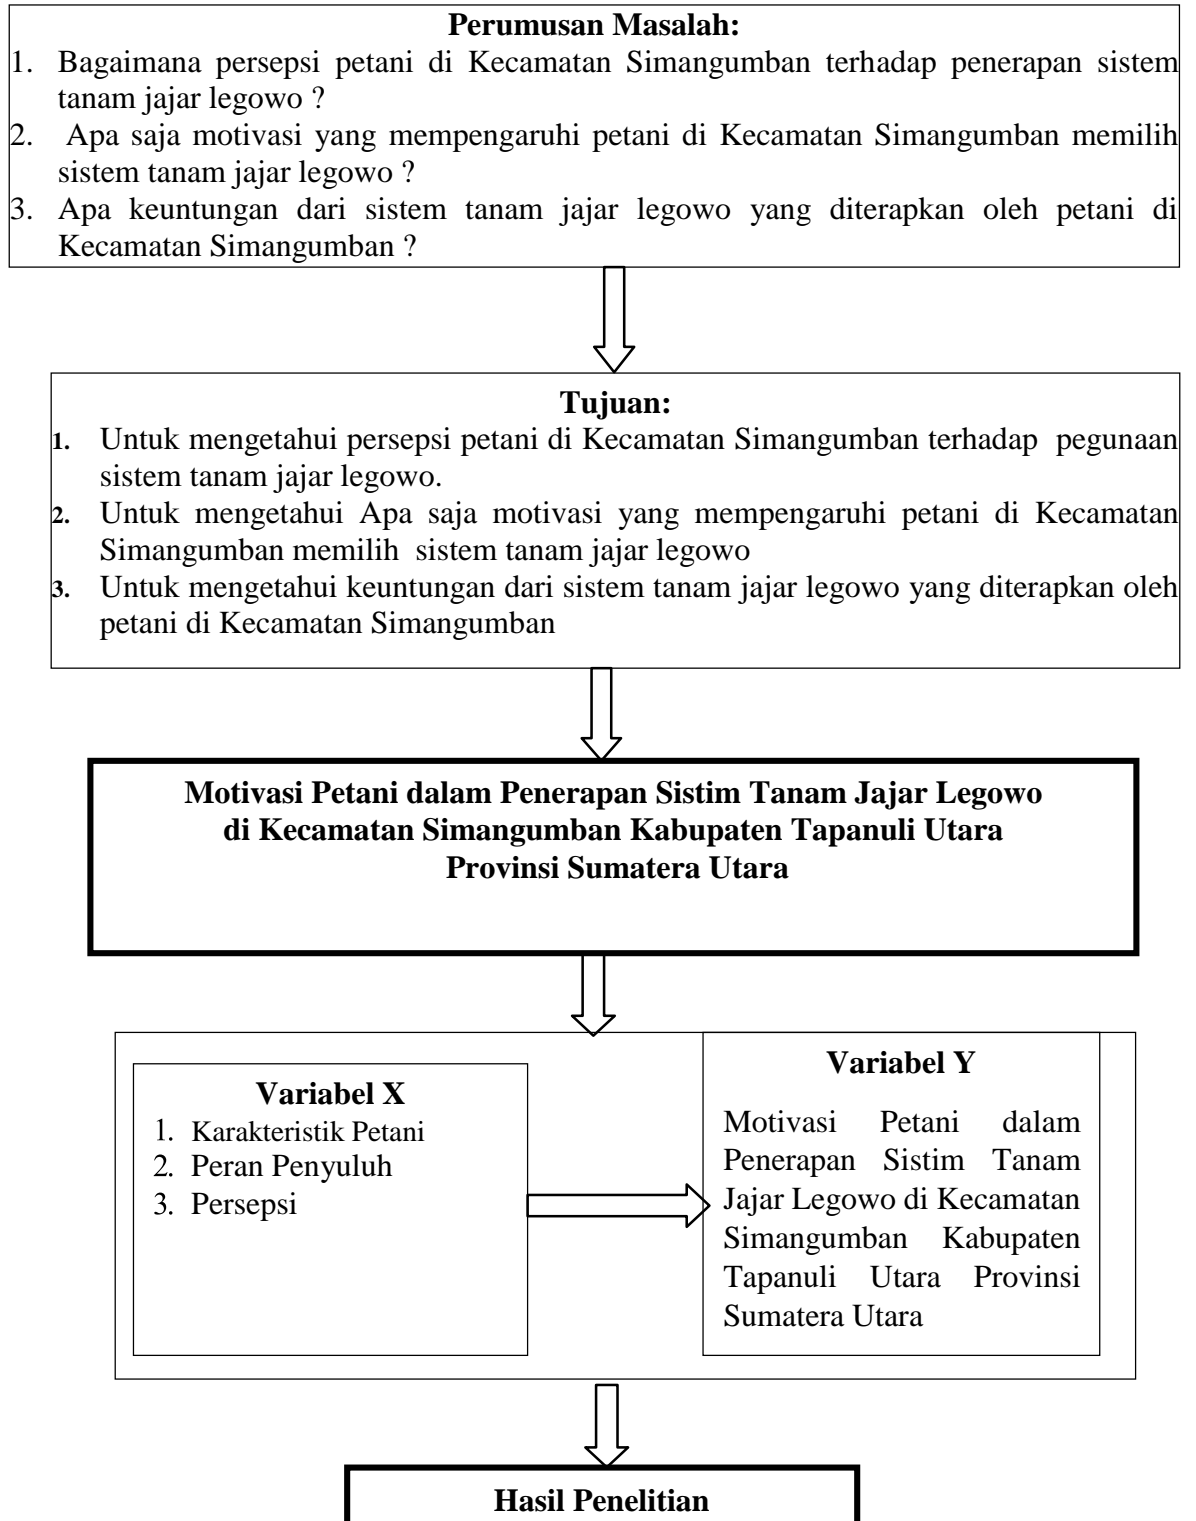 Perumusan Masalah:
1. Bagaimana persepsi petani di Kecamatan Simangumban terhadap penerapan sistem
tanam jajar legowo ?
2. Apa saja motivasi yang mempengaruhi petani di Kecamatan Simangumban memilih
sistem tanam jajar legowo ?
3. Apa keuntungan dari sistem tanam jajar legowo yang diterapkan oleh petani di
Kecamatan Simangumban ?
Tujuan:
1. Untuk mengetahui persepsi petani di Kecamatan Simangumban terhadap pegunaan
sistem tanam jajar legowo.
2. Untuk mengetahui Apa saja motivasi yang mempengaruhi petani di Kecamatan
Simangumban memilih sistem tanam jajar legowo
3. Untuk mengetahui keuntungan dari sistem tanam jajar legowo yang diterapkan oleh
petani di Kecamatan Simangumban
Motivasi Petani dalam Penerapan Sistim Tanam Jajar Legowo
di Kecamatan Simangumban Kabupaten Tapanuli Utara
Provinsi Sumatera Utara
Variabel X
1. Karakteristik Petani
2. Peran Penyuluh
3. Persepsi
Variabel Y
Motivasi Petani dalam
Penerapan Sistim Tanam
Jajar Legowo di Kecamatan
Simangumban Kabupaten
Tapanuli Utara Provinsi
Sumatera Utara
Hasil Penelitian